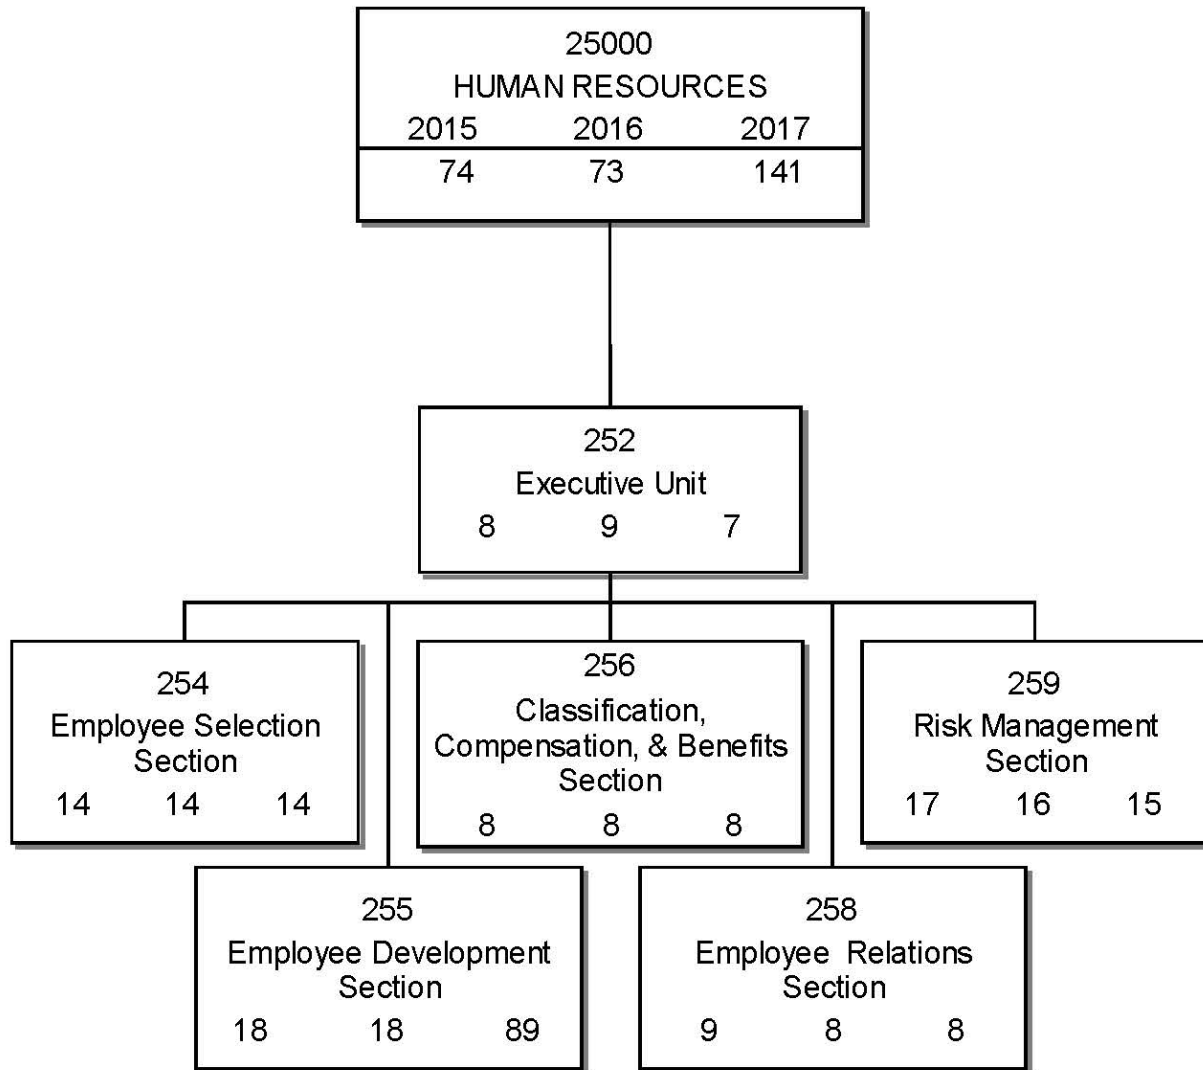 25000
HUMAN RESOURCES
2015 2016 2017
74 73 141
252
Executive Unit
8 9 7
254
Employee Selection
Section
14 14 14
256
Classification,
Compensation, & Benefits
Section
8 8 8
259
Risk Management
Section
17 16 15
255
Employee Development
Section
18 18 89
258
Employee Relations
Section
9 8 8